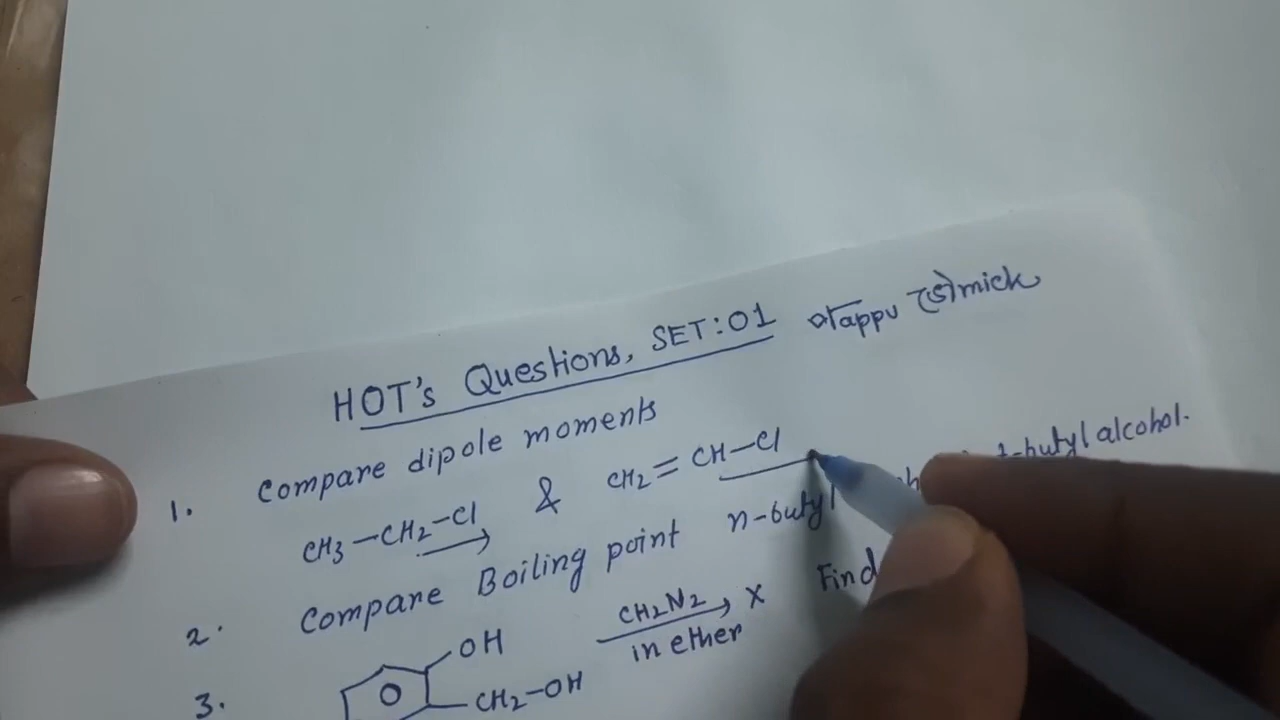 HOT's Questions, SET:01
1. Compare dipole moments
CH3-CH2-Cl & CH2=CH-Cl
2. Compare Boiling point n-butyl t-butyl alcohol.
3. OH CH2-OH CH2N2 in ether X Find